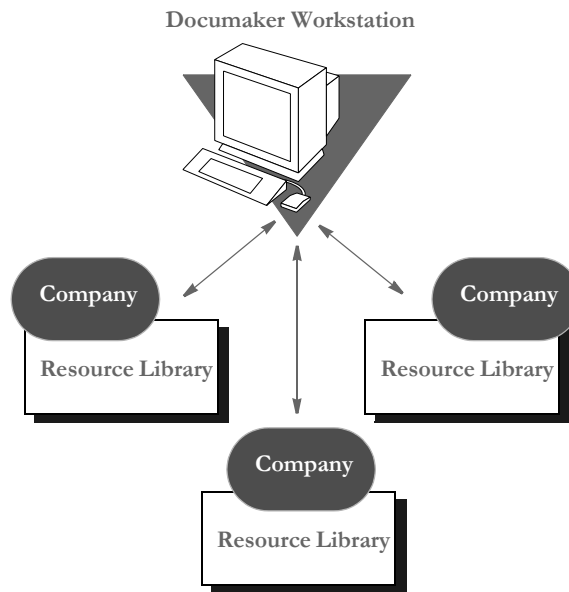 Documaker Workstation
Company
Resource Library
Company
Resource Library
Company
Resource Library